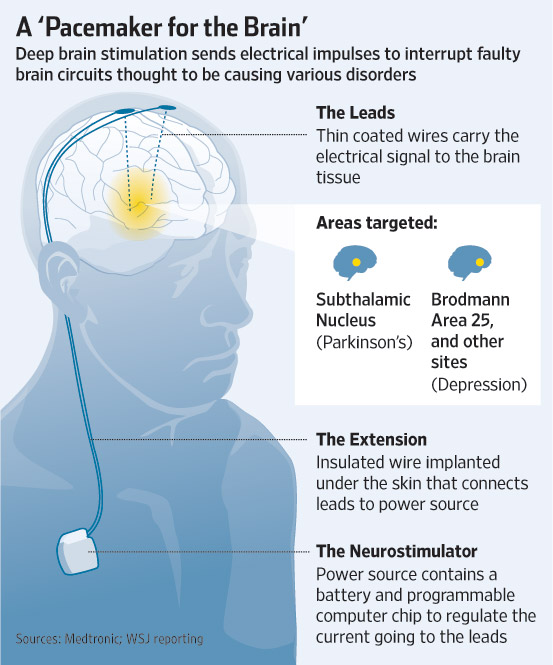 A ‘Pacemaker for the Brain’
Deep brain stimulation sends electrical impulses to interrupt faulty
brain circuits thought to be causing various disorders
The Leads
Thin coated wires carry the
electrical signal to the brain
tissue
Areas targeted:
Subthalamic
Nucleus
(Parkinson’s)
Brodmann
Area 25,
and other
sites
(Depression)
The Extension
Insulated wire implanted
under the skin that connects
leads to power source
The Neurostimulator
Power source contains a
battery and programmable
computer chip to regulate the
current going to the leads
Sources: Medtronic; WSJ reporting